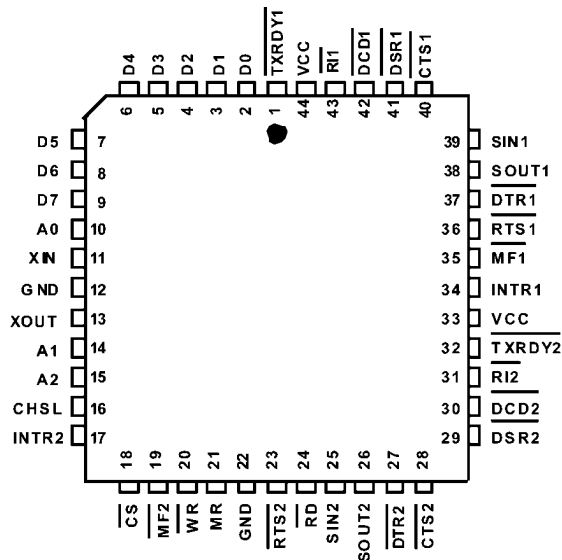 D4 D3 D2 D1 D0 TXRDY1 VCC RI1 DCD1 DSR1 CTS1
6 5 4 3 2 1 44 43 42 41 40
D5 7 39 SIN1
D6 8 38 SOUT1
D7 9 37 DTR1
A0 10 36 RTS1
XIN 11 35 MF1
GND 12 34 INTR1
XOUT 13 33 VCC
A1 14 32 TXRDY2
A2 15 31 RI2
CHSL 16 30 DCD2
INTR2 17 29 DSR2
18 19 20 21 22 23 24 25 26 27 28
CS MF2 WR MR GND RTS2 RD SIN2 SOUT2 DTR2 CTS2